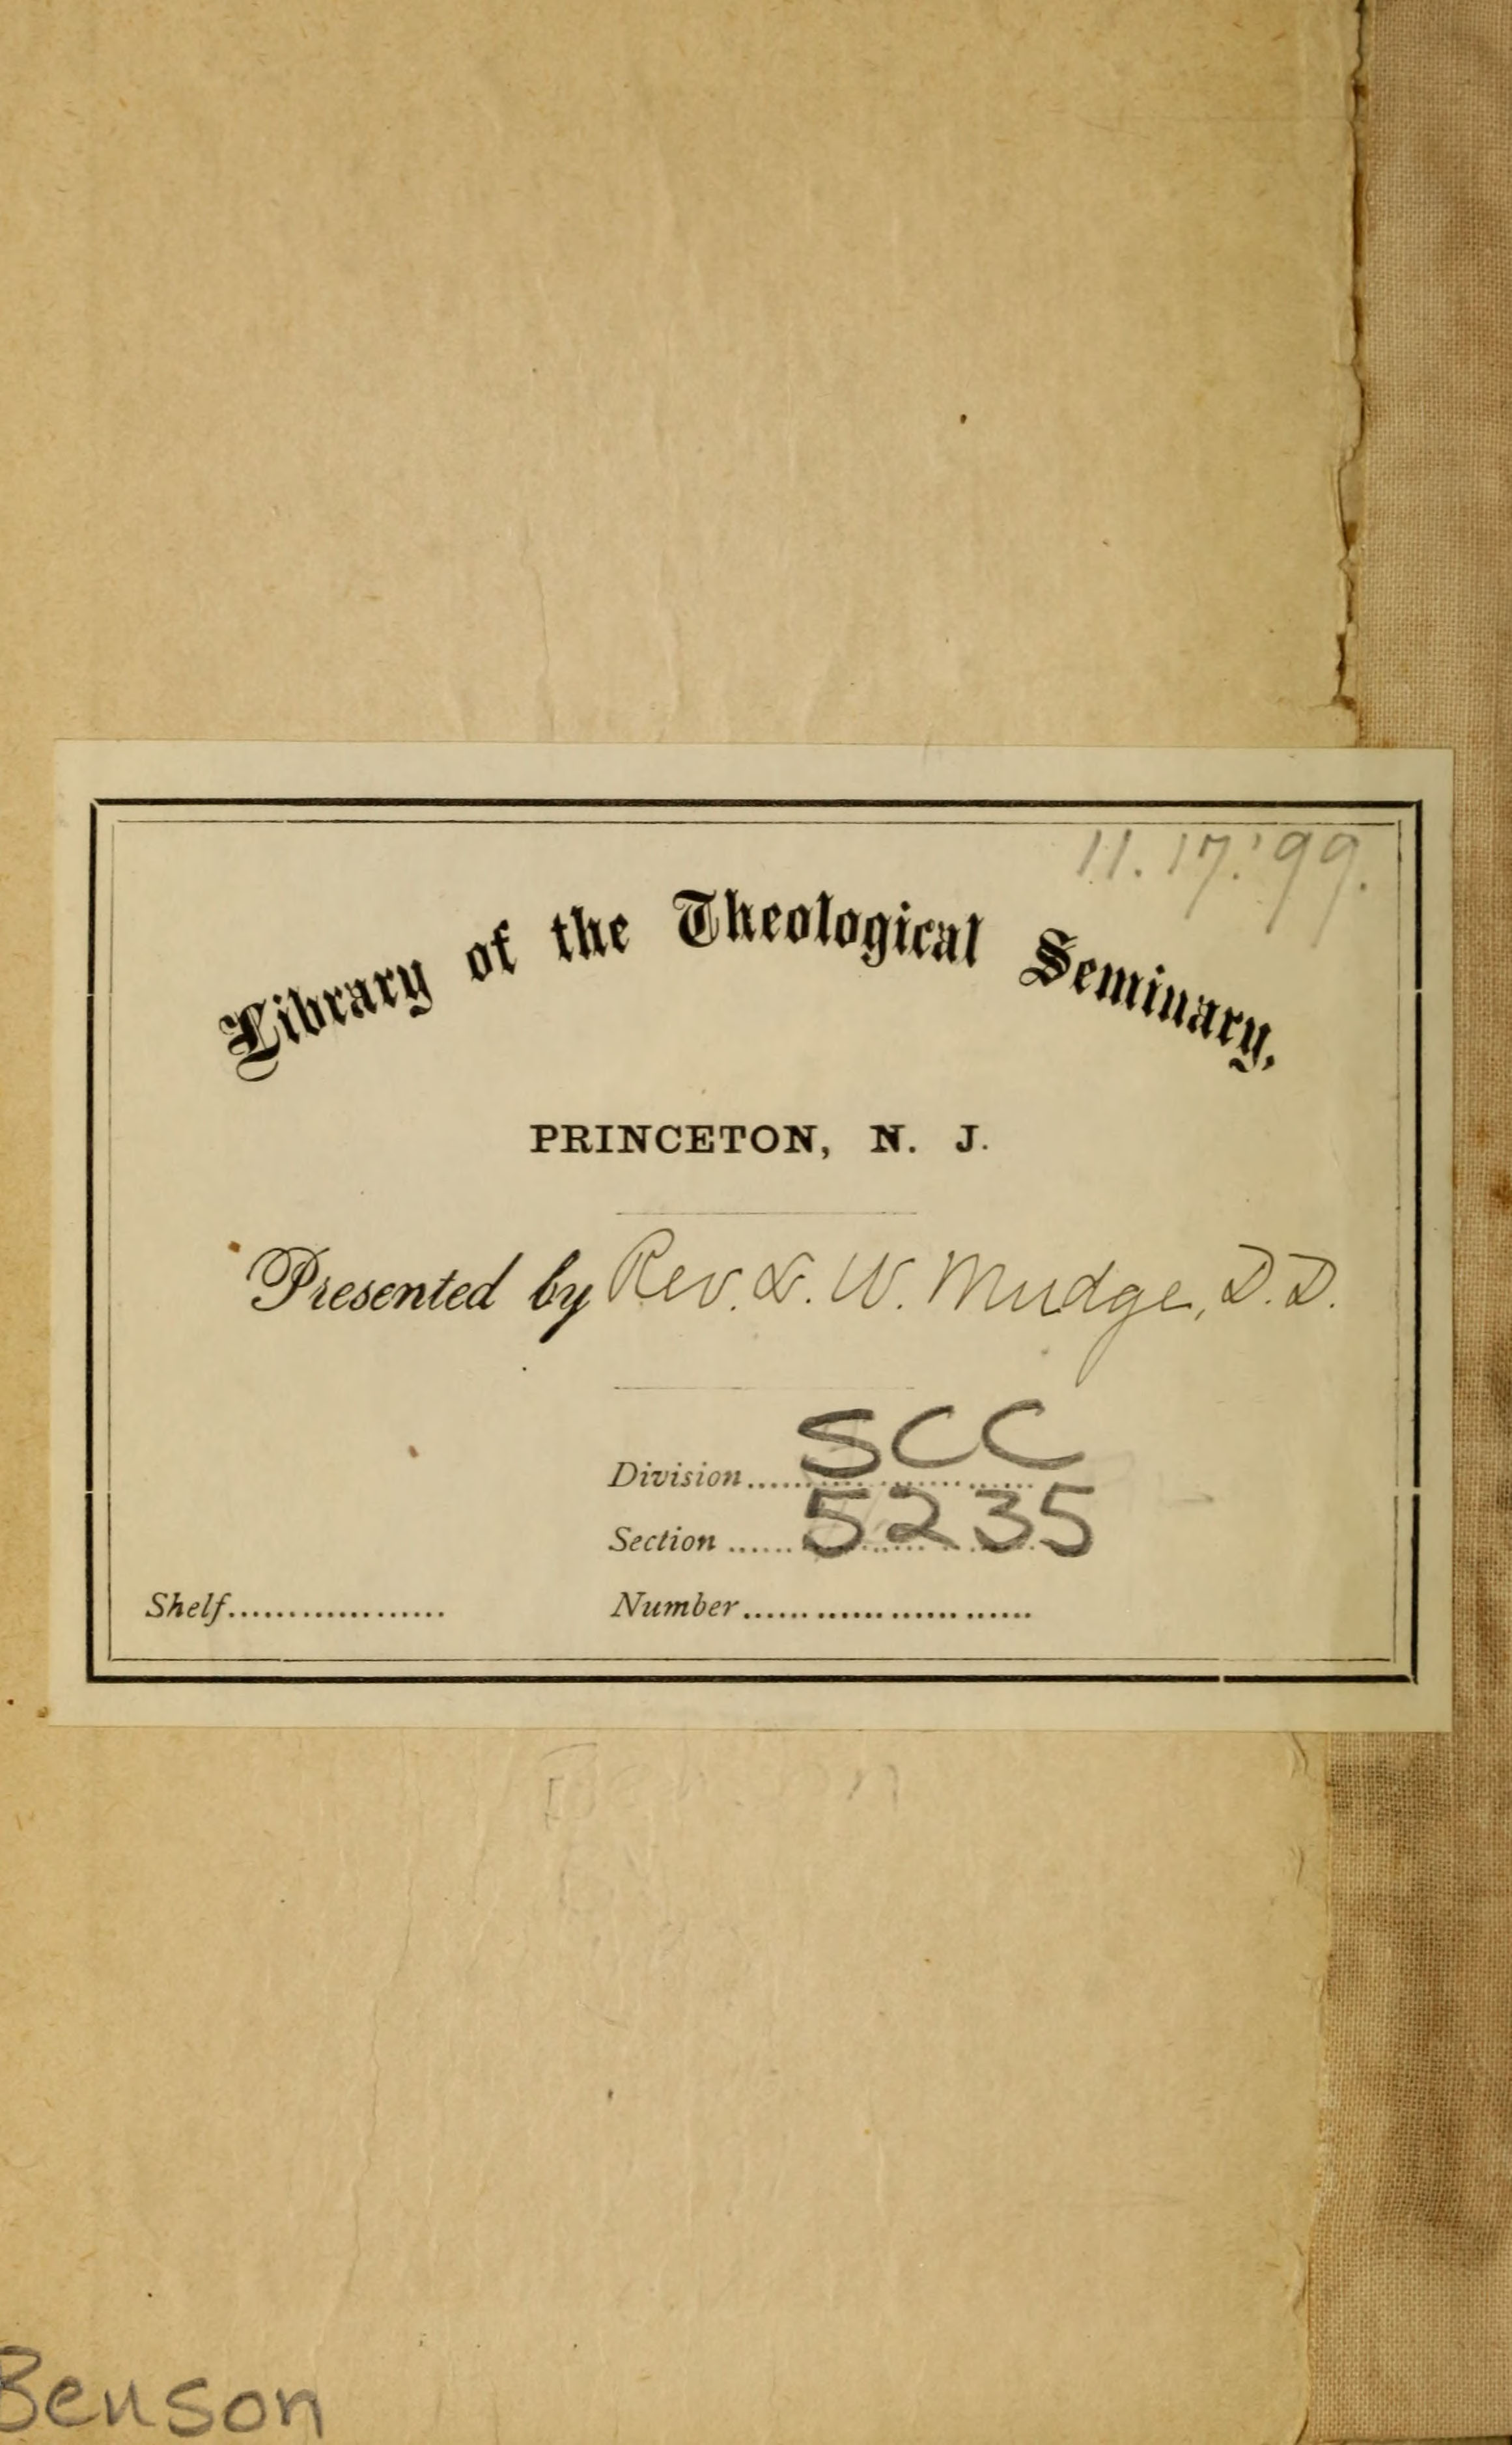 11.17.'99.
Library of the Theological Seminary,
PRINCETON, N. J.
Presented by Rev. L. W. Mudge, D.D.
Division SCC
Section 5235
Shelf
Number
Benson